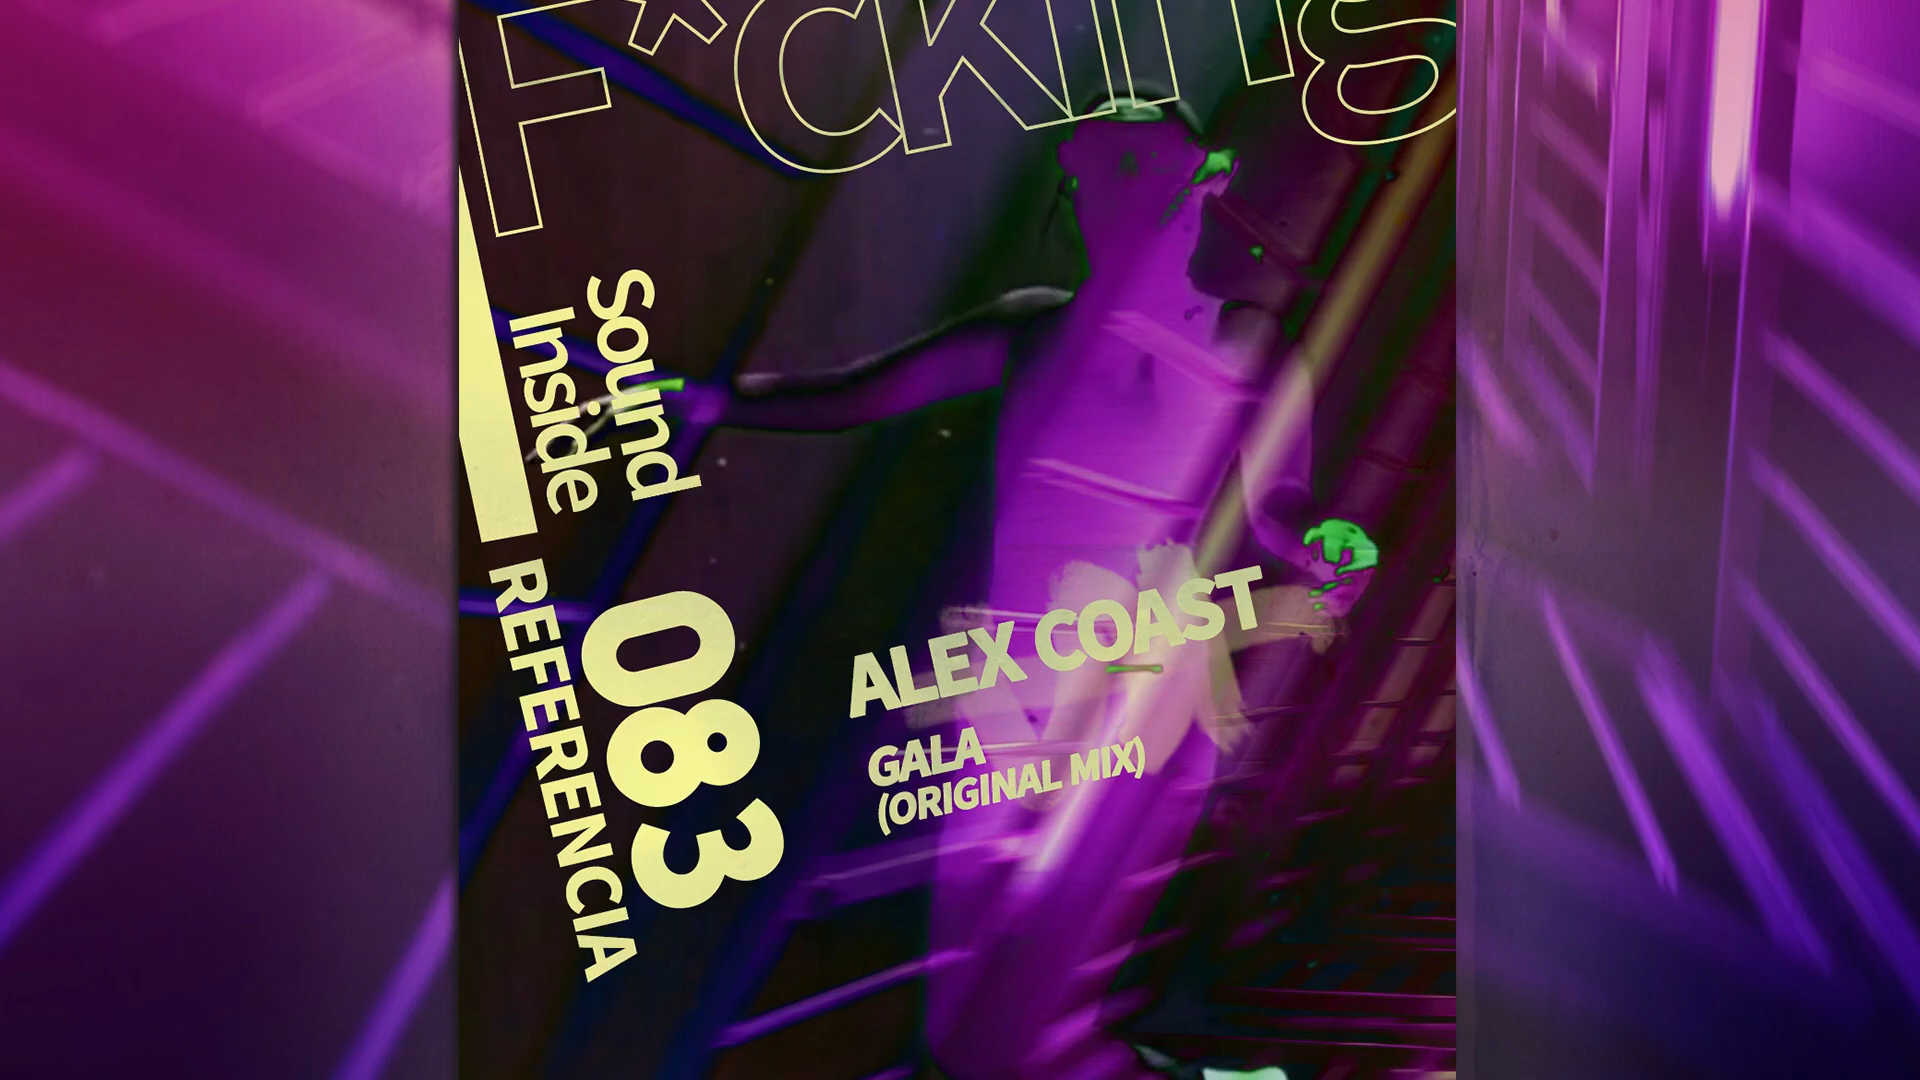 F*cking
Sound
Inside
REFERENCIA
083
ALEX COAST
GALA
(ORIGINAL MIX)